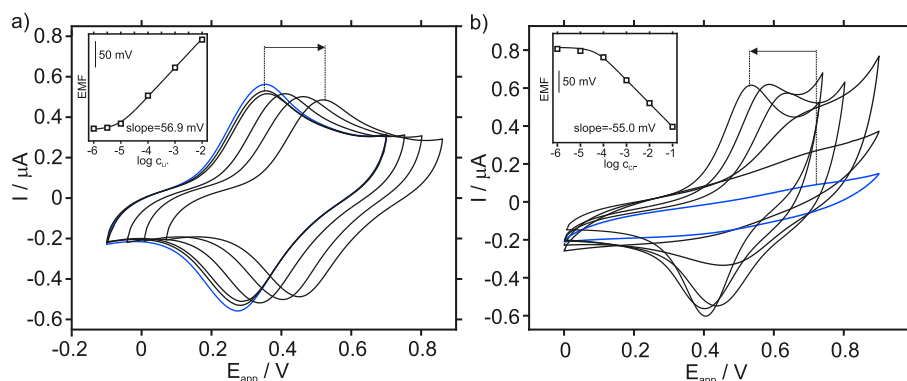 a)
50 mV
EMF
slope=56.9 mV
-6 -5 -4 -3 -2
log c_Li+
I / µA
0.8
0.6
0.4
0.2
0
-0.2
-0.4
-0.6
-0.2 0 0.2 0.4 0.6 0.8
E_app / V
b)
50 mV
EMF
slope=-55.0 mV
-6 -5 -4 -3 -2 -1
log c_Cl-
I / µA
0.8
0.6
0.4
0.2
0
-0.2
-0.4
-0.6
0 0.2 0.4 0.6 0.8
E_app / V